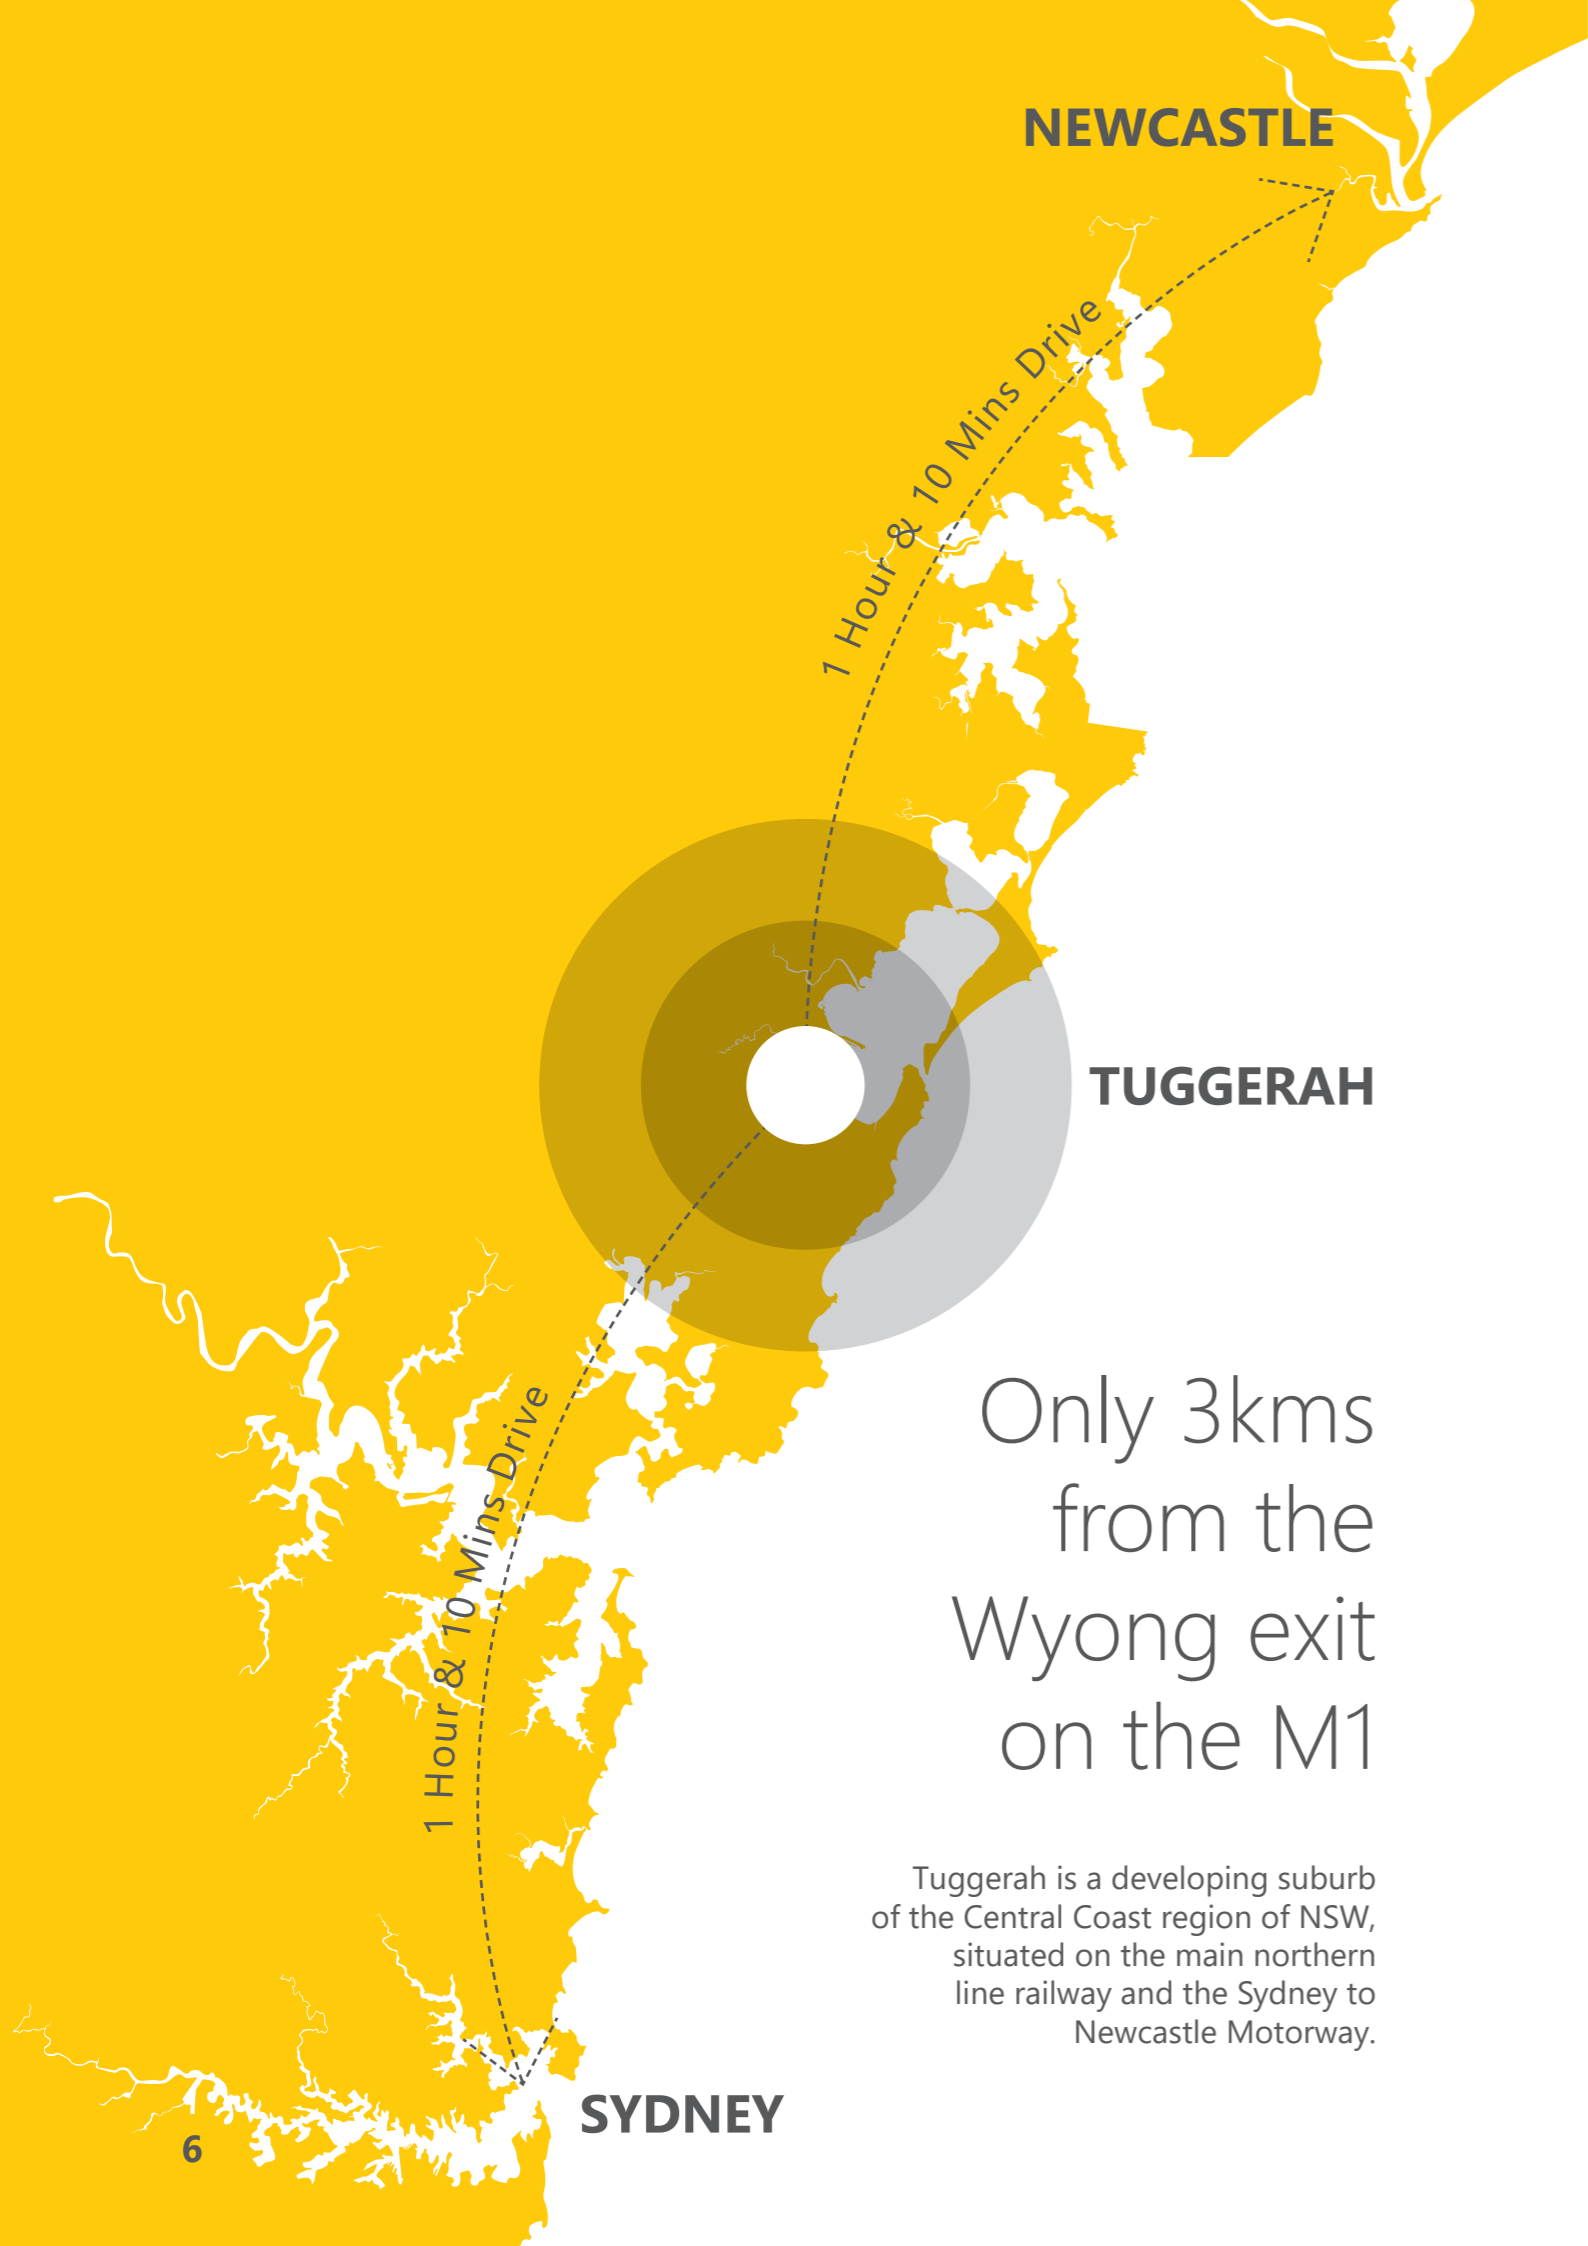 NEWCASTLE
1 Hour & 10 Mins Drive
TUGGERAH
1 Hour & 10 Mins Drive
Only 3kms
from the
Wyong exit
on the M1
Tuggerah is a developing suburb
of the Central Coast region of NSW,
situated on the main northern
line railway and the Sydney to
Newcastle Motorway.
SYDNEY
6